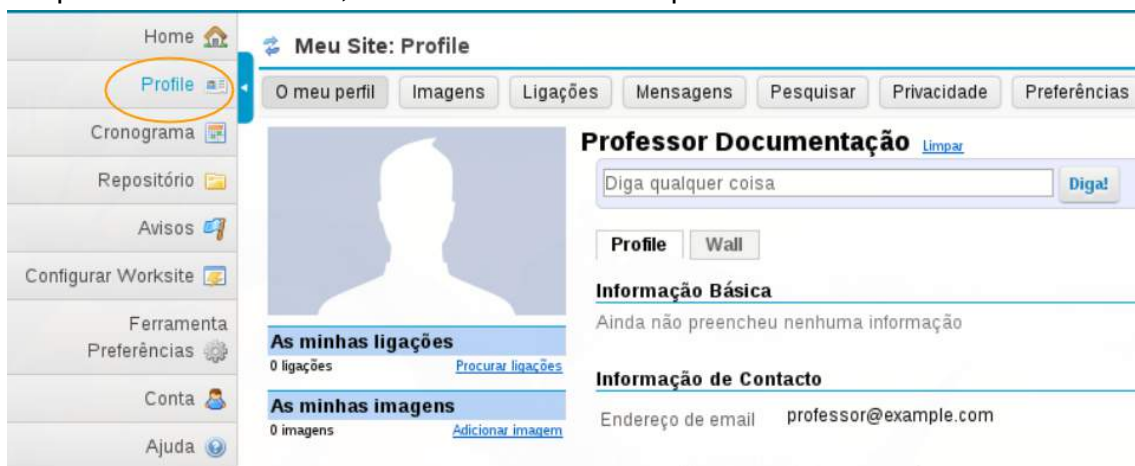 Home
Profile
Cronograma
Repositório
Avisos
Configurar Worksite
Ferramenta
Preferências
Conta
Ajuda
Meu Site: Profile
O meu perfil Imagens Ligações Mensagens Pesquisar Privacidade Preferências
Professor Documentação Limpar
Diga qualquer coisa Diga!
Profile Wall
Informação Básica
Ainda não preencheu nenhuma informação
As minhas ligações
0 ligações Procurar ligações
As minhas imagens
0 imagens Adicionar imagem
Informação de Contacto
Endereço de email professor@example.com